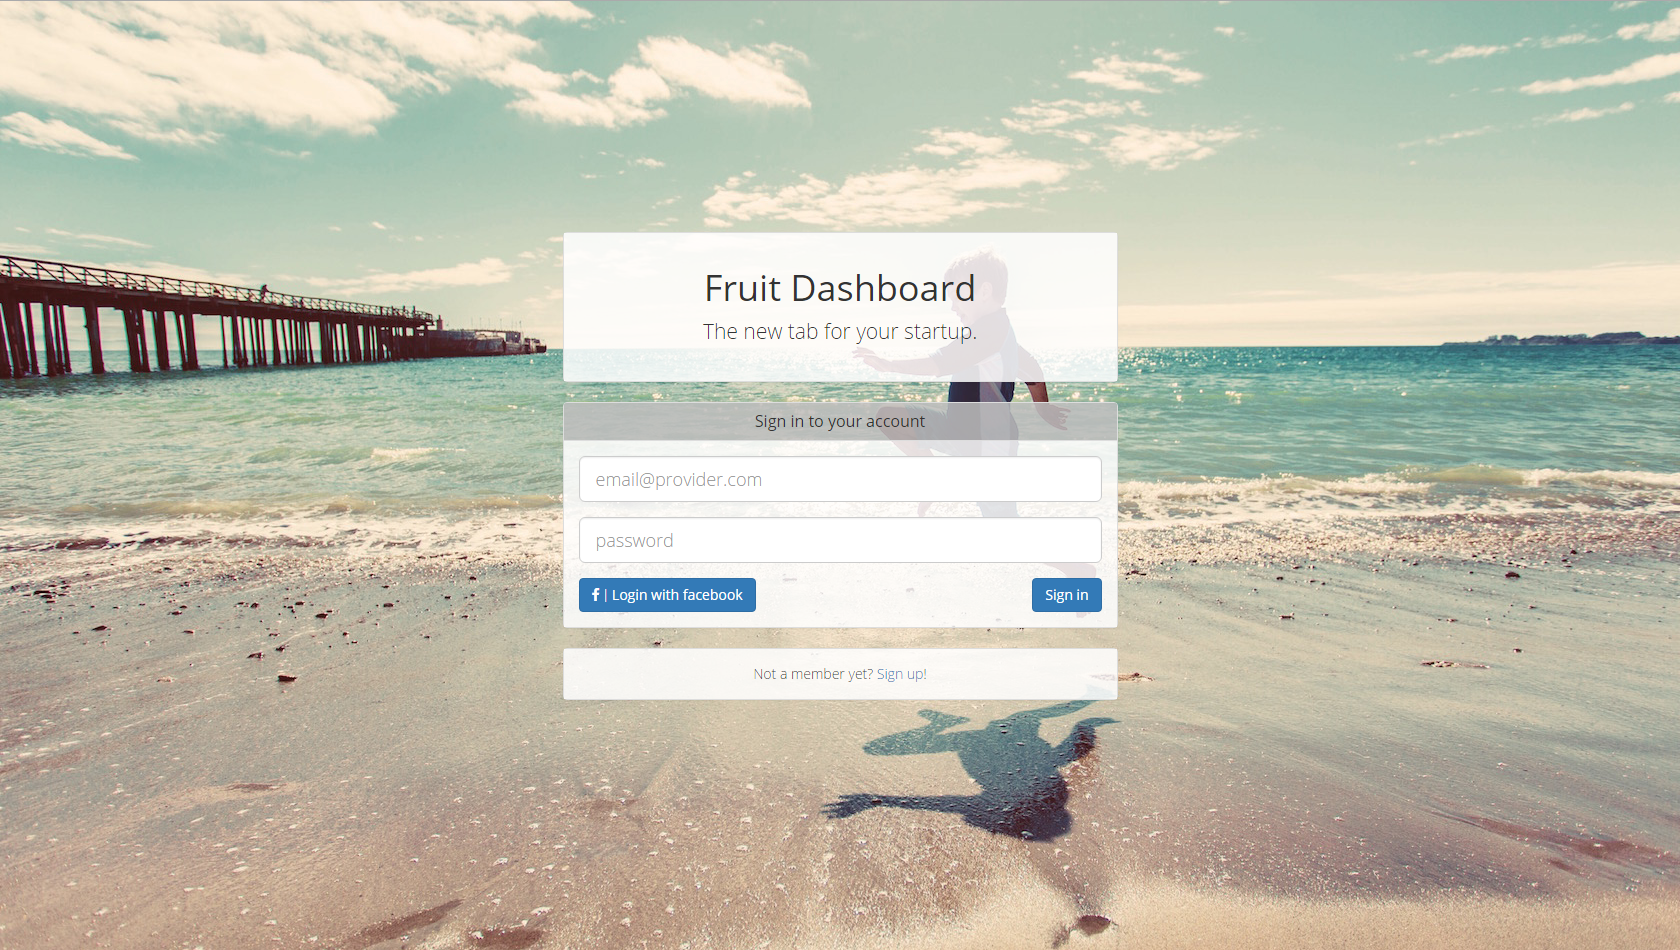 Fruit Dashboard
The new tab for your startup.
Sign in to your account
email@provider.com
password
| Login with facebook
Sign in
Not a member yet? Sign up!